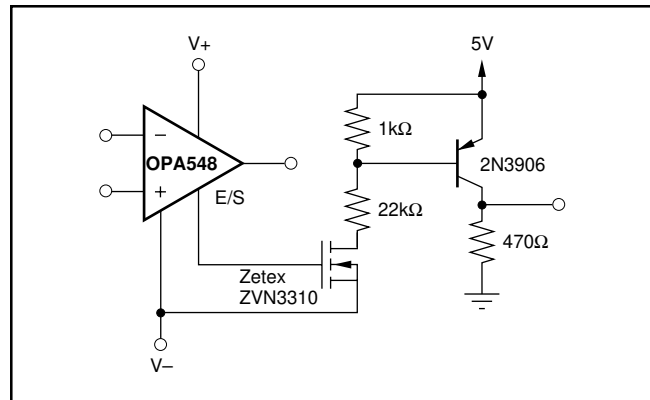 V+
5V
1kΩ
−
OPA548
2N3906
+
E/S
22kΩ
470Ω
Zetex
ZVN3310
V–